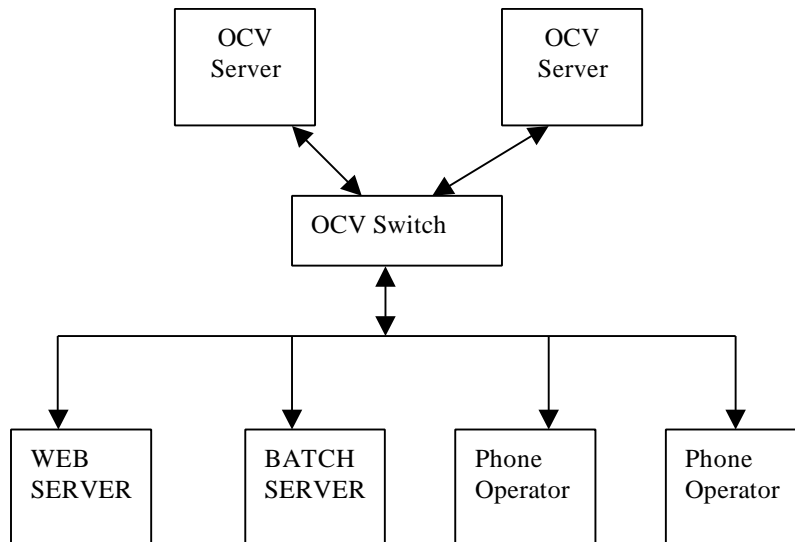 OCV
Server
OCV
Server
OCV Switch
WEB
SERVER
BATCH
SERVER
Phone
Operator
Phone
Operator